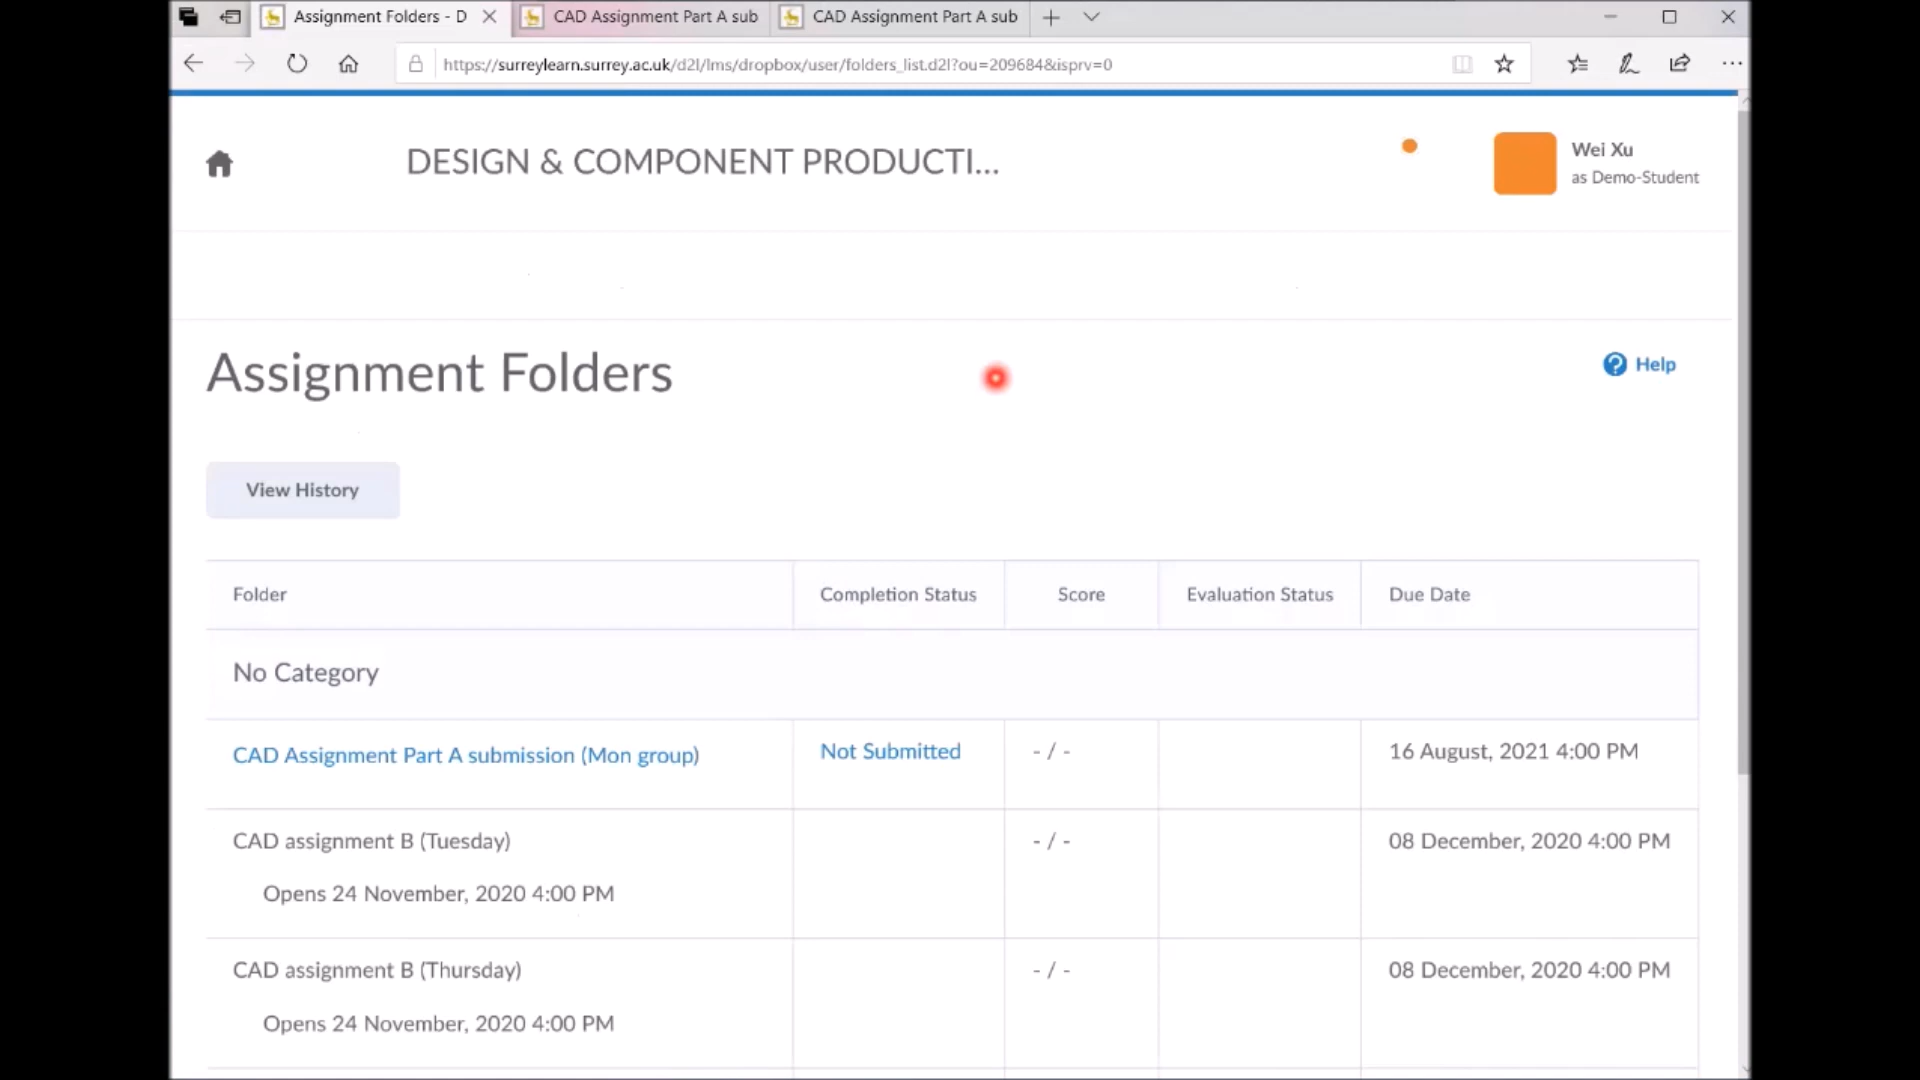 Assignment Folders - D
CAD Assignment Part A sub
CAD Assignment Part A sub
https://surreylearn.surrey.ac.uk/d2l/lms/dropbox/user/folders_list.d2l?ou=209684&isprv=0
DESIGN & COMPONENT PRODUCTI...
Wei Xu
as Demo-Student
Assignment Folders
Help
View History
Folder Completion Status Score Evaluation Status Due Date
No Category
CAD Assignment Part A submission (Mon group) Not Submitted - / - 16 August, 2021 4:00 PM
CAD assignment B (Tuesday) - / - 08 December, 2020 4:00 PM
Opens 24 November, 2020 4:00 PM
CAD assignment B (Thursday) - / - 08 December, 2020 4:00 PM
Opens 24 November, 2020 4:00 PM